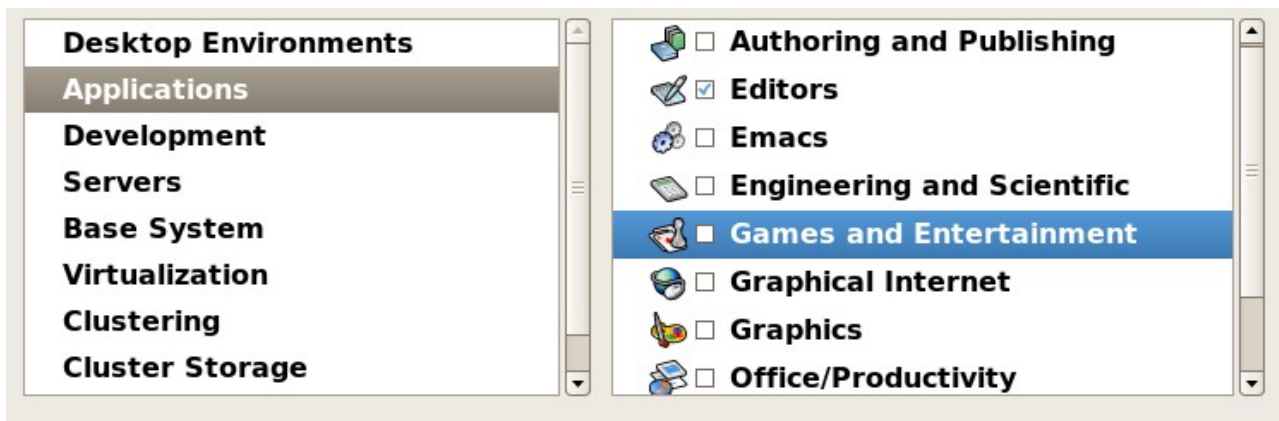 Desktop Environments
Applications
Development
Servers
Base System
Virtualization
Clustering
Cluster Storage
Authoring and Publishing
Editors
Emacs
Engineering and Scientific
Games and Entertainment
Graphical Internet
Graphics
Office/Productivity